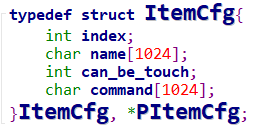 typedef struct ItemCfg{
    int index;
    char name[1024];
    int can_be_touch;
    char command[1024];
}ItemCfg, *PItemCfg;